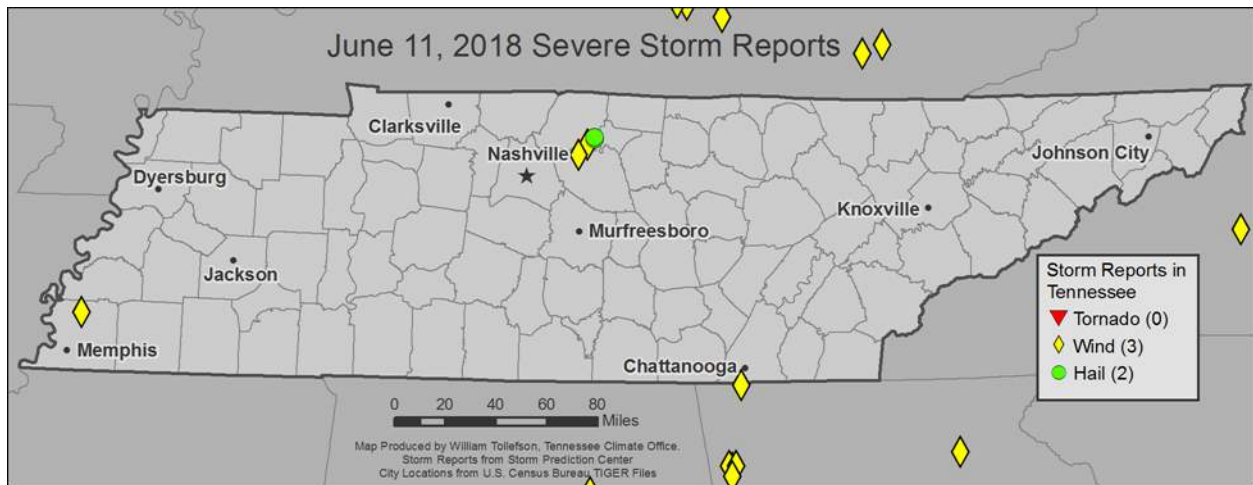 June 11, 2018 Severe Storm Reports
Clarksville
Nashville
Johnson City
Dyersburg
Knoxville
Murfreesboro
Jackson
Storm Reports in
Tennessee
Tornado (0)
Wind (3)
Hail (2)
Memphis
Chattanooga
0 20 40 60 80
Miles
Map Produced by William Tollefson, Tennessee Climate Office.
Storm Reports from Storm Prediction Center
City Locations from U.S. Census Bureau TIGER Files